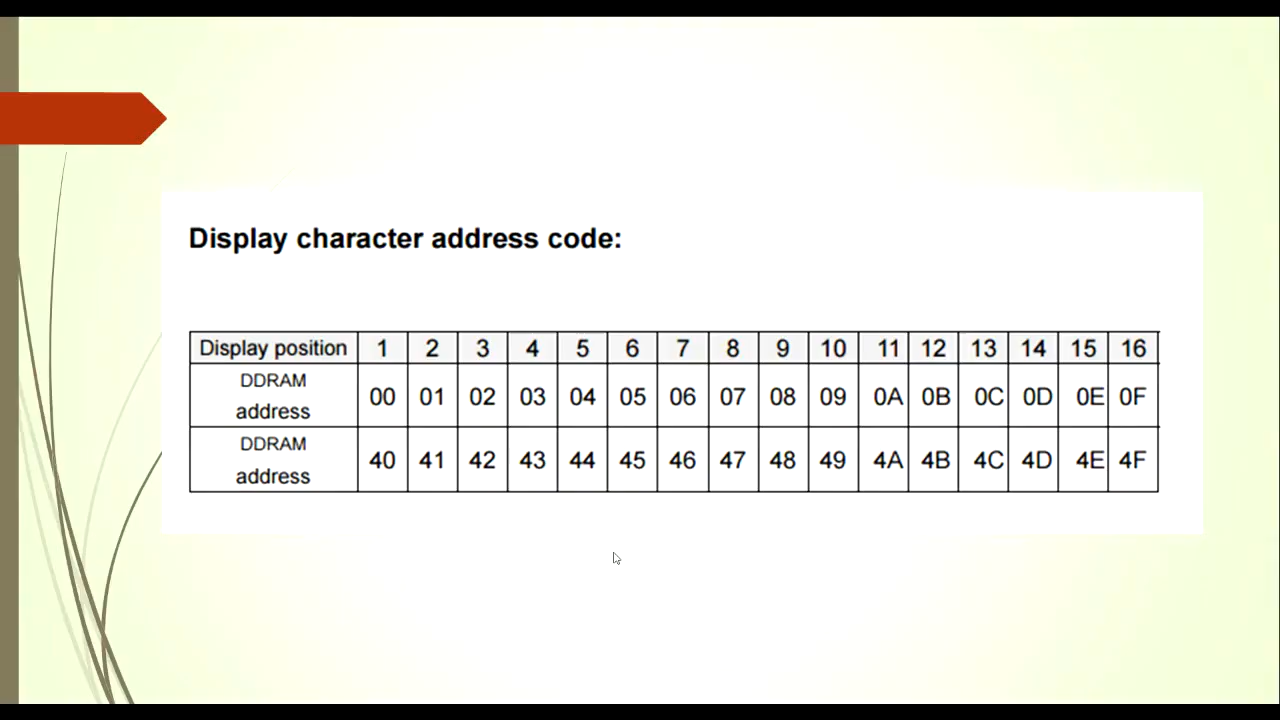 Display character address code:
Display position 1 2 3 4 5 6 7 8 9 10 11 12 13 14 15 16
DDRAM
address 00 01 02 03 04 05 06 07 08 09 0A 0B 0C 0D 0E 0F
DDRAM
address 40 41 42 43 44 45 46 47 48 49 4A 4B 4C 4D 4E 4F